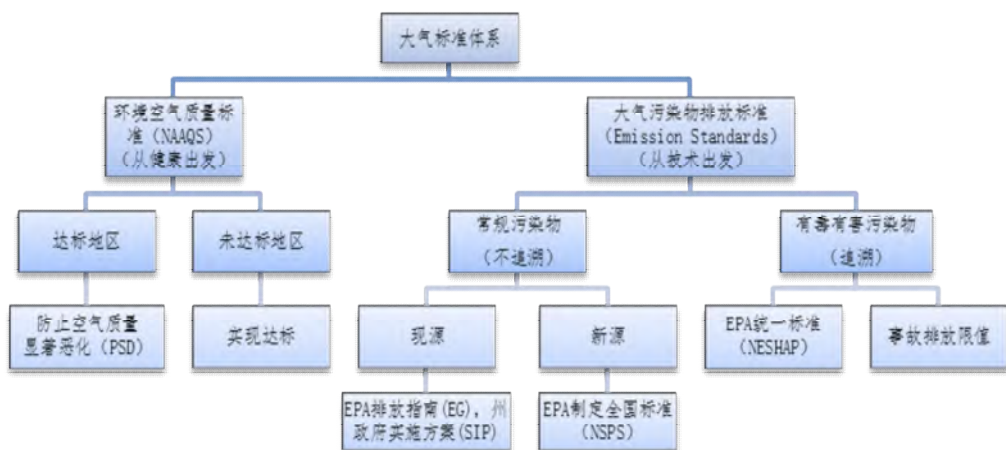 大气标准体系
环境空气质量标
准（NAAQS）
（从健康出发）
大气污染物排放标准
（Emission Standards）
（从技术出发）
达标地区
未达标地区
常规污染物
（不追溯）
有毒有害污染物
（追溯）
防止空气质量
显著恶化（PSD）
实现达标
现源
新源
EPA统一标准
（NESHAP）
事故排放限值
EPA排放指南(EG)，州
政府实施方案(SIP)
EPA制定全国标准
（NSPS）